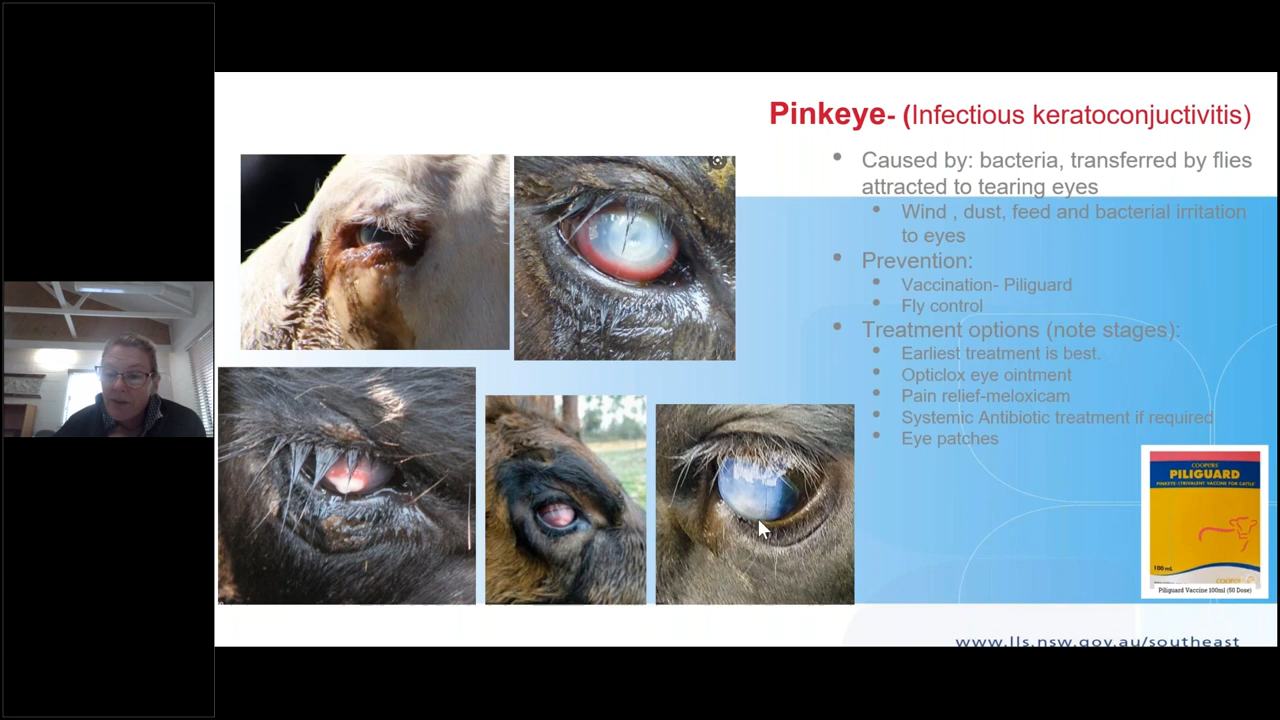 Pinkeye- (Infectious keratoconjuctivitis)
Caused by: bacteria, transferred by flies
attracted to tearing eyes
Wind , dust, feed and bacterial irritation
to eyes
Prevention:
Vaccination- Piliguard
Fly control
Treatment options (note stages):
Earliest treatment is best.
Opticlox eye ointment
Pain relief-meloxicam
Systemic Antibiotic treatment if required
Eye patches
COOPERS
PILIGUARD
PINKEYE-1 TRIVALENT VACCINE FOR CATTLE
100 mL
Piliguard Vaccine 100ml (50 Dose)
www.lls.nsw.gov.au/southeast